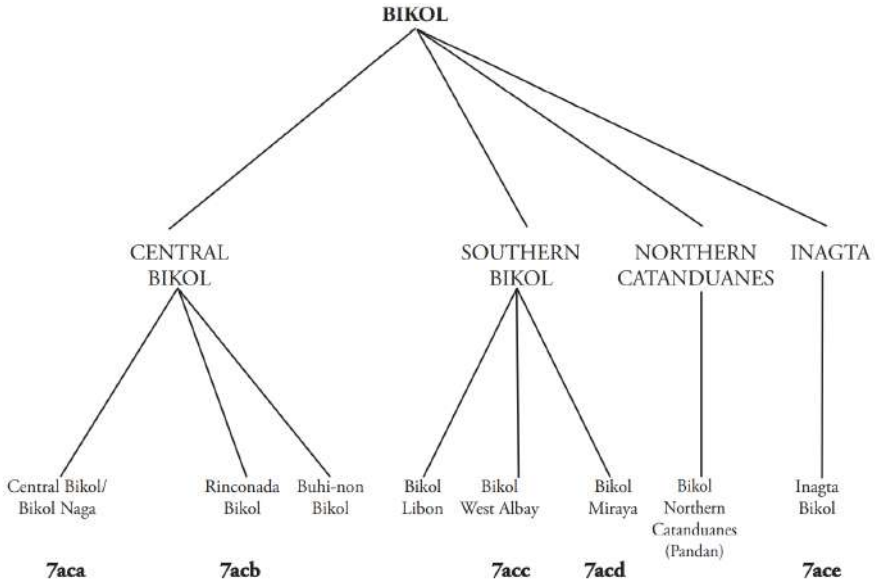 BIKOL
CENTRAL
BIKOL
SOUTHERN
BIKOL
NORTHERN
CATANDUANES
INAGTA
Central Bikol/
Bikol Naga
Rinconada
Bikol
Buhi-non
Bikol
Bikol
Libon
Bikol
West Albay
Bikol
Miraya
Bikol
Northern
Catanduanes
(Pandan)
Inagta
Bikol
7aca
7acb
7acc
7acd
7ace